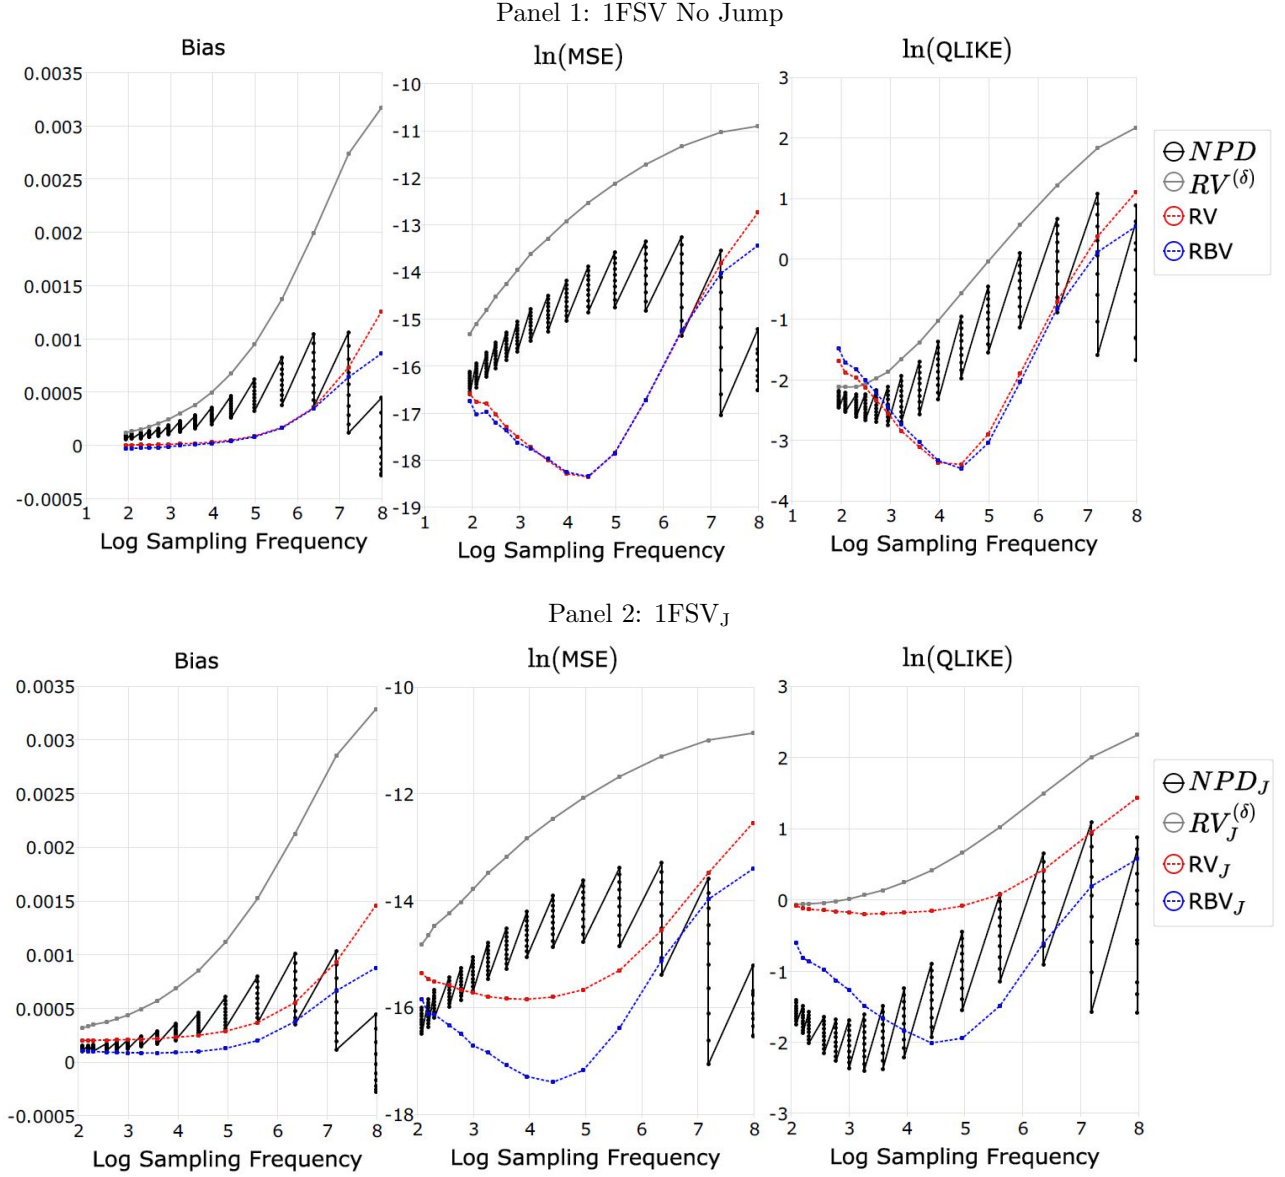 Panel 1: 1FSV No Jump
Bias
ln(MSE)
ln(QLIKE)
0.0035
0.003
0.0025
0.002
0.0015
0.001
0.0005
0
-0.0005
1 2 3 4 5 6 7 8
Log Sampling Frequency
-10
-11
-12
-13
-14
-15
-16
-17
-18
-19
1 2 3 4 5 6 7 8
Log Sampling Frequency
3
2
1
0
-1
-2
-3
-4
1 2 3 4 5 6 7 8
Log Sampling Frequency
NPD
RV^(δ)
RV
RBV
Panel 2: 1FSV_J
Bias
ln(MSE)
ln(QLIKE)
0.0035
0.003
0.0025
0.002
0.0015
0.001
0.0005
0
-0.0005
2 3 4 5 6 7 8
Log Sampling Frequency
-10
-12
-14
-16
-18
2 3 4 5 6 7 8
Log Sampling Frequency
3
2
1
0
-1
-2
-3
2 3 4 5 6 7 8
Log Sampling Frequency
NPD_J
RV_J^(δ)
RV_J
RBV_J